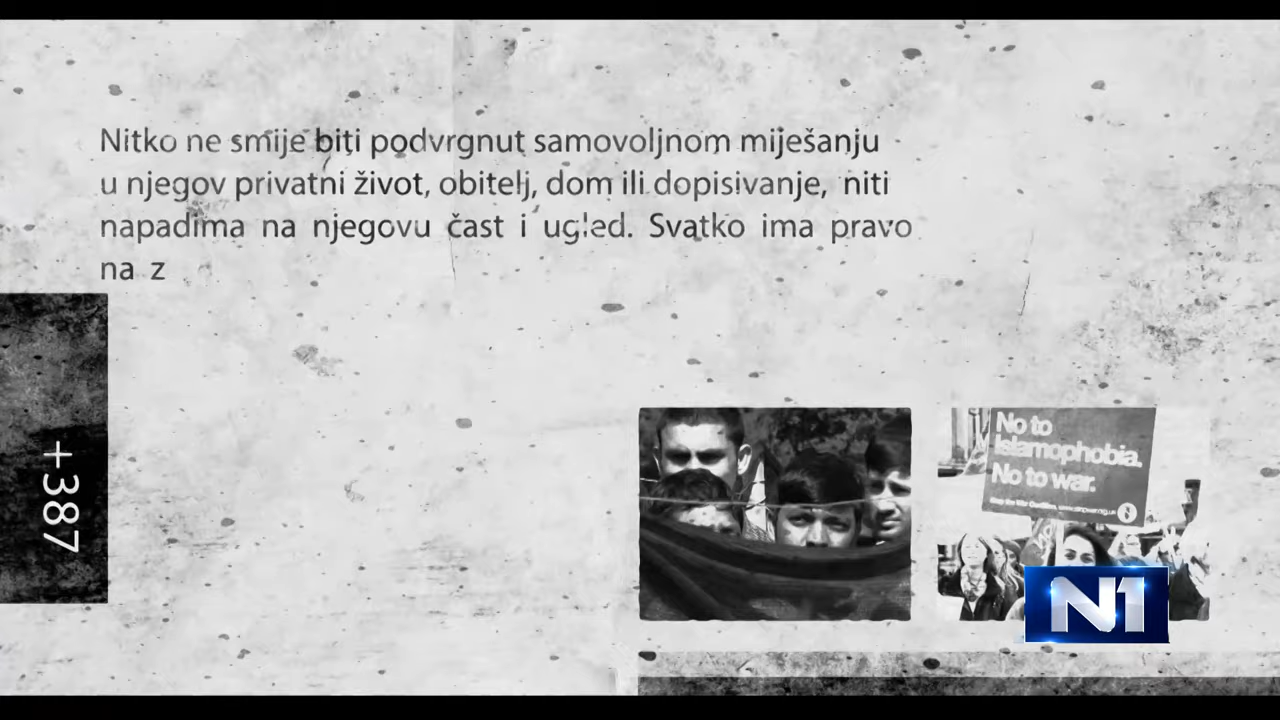 Nitko ne smije biti podvrgnut samovoljnom miješanju
u njegov privatni život, obitelj, dom ili dopisivanje, niti
napadima na njegovu čast i ugled. Svatko ima pravo
na z
+387
No to
Islamophobia.
No to war.
N1